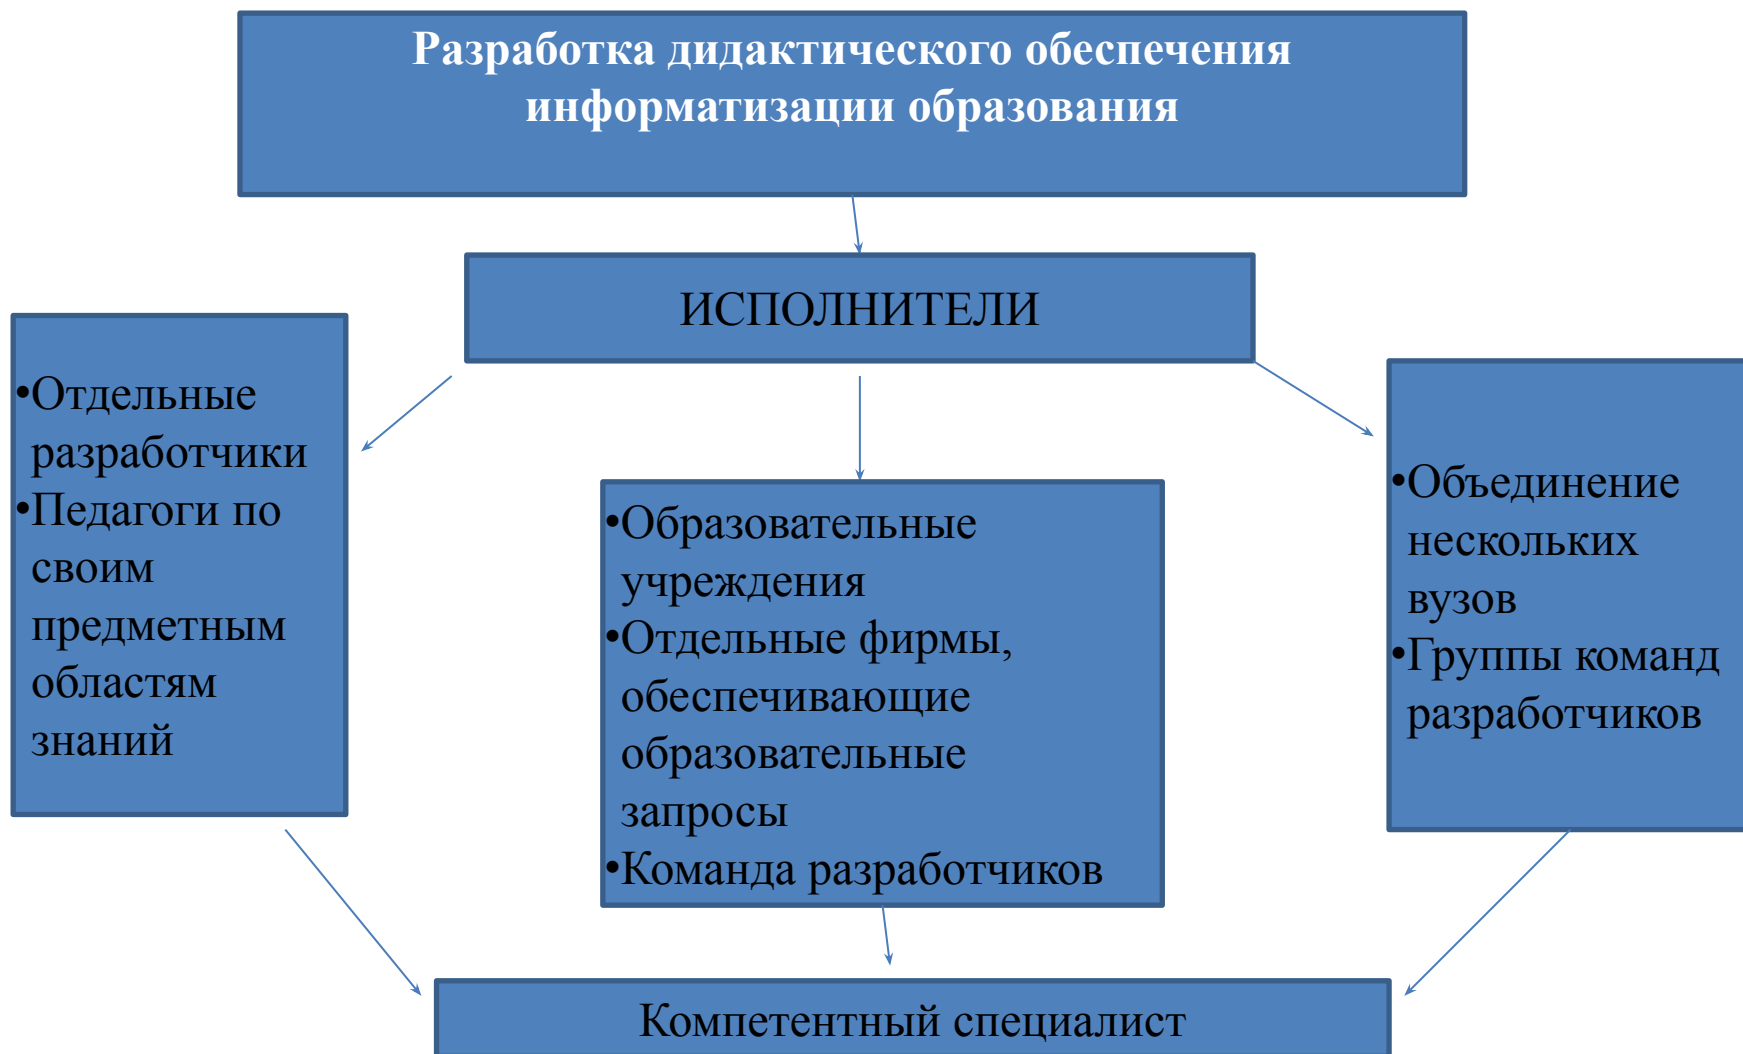 Разработка дидактического обеспечения
информатизации образования
ИСПОЛНИТЕЛИ
•Отдельные
разработчики
•Педагоги по
своим
предметным
областям
знаний
•Образовательные
учреждения
•Отдельные фирмы,
обеспечивающие
образовательные
запросы
•Команда разработчиков
•Объединение
нескольких
вузов
•Группы команд
разработчиков
Компетентный специалист